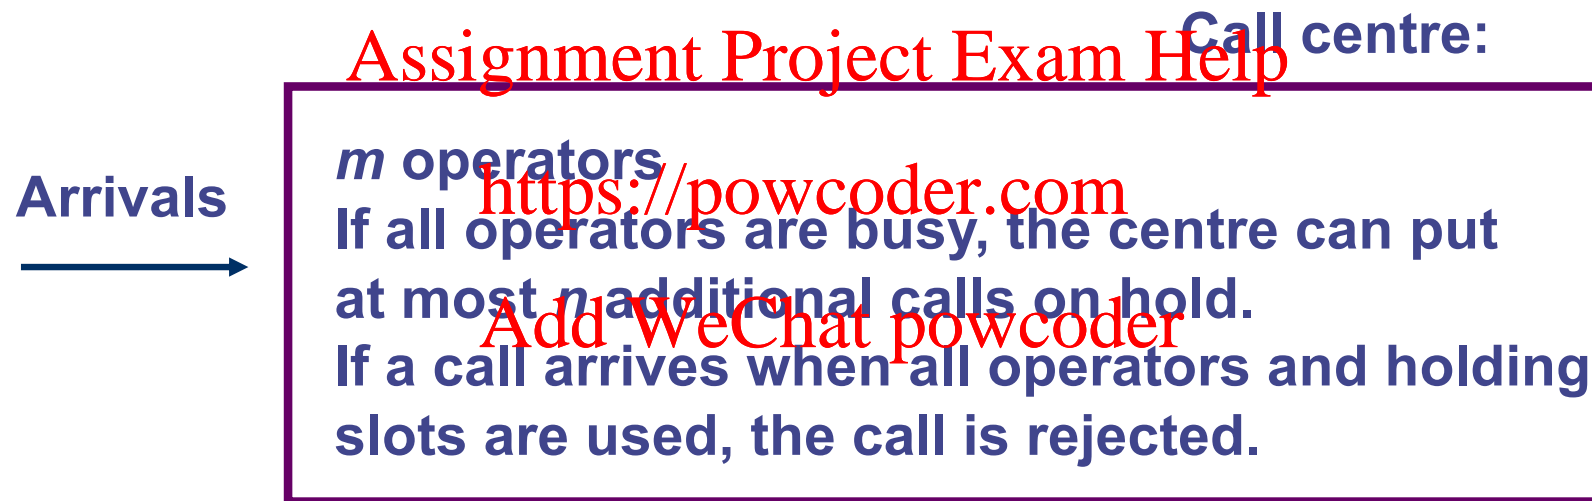 Call centre:
Assignment Project Exam Help
m operators
https://powcoder.com
Arrivals
If all operators are busy, the centre can put
at most n additional calls on hold.
Add WeChat powcoder
If a call arrives when all operators and holding
slots are used, the call is rejected.